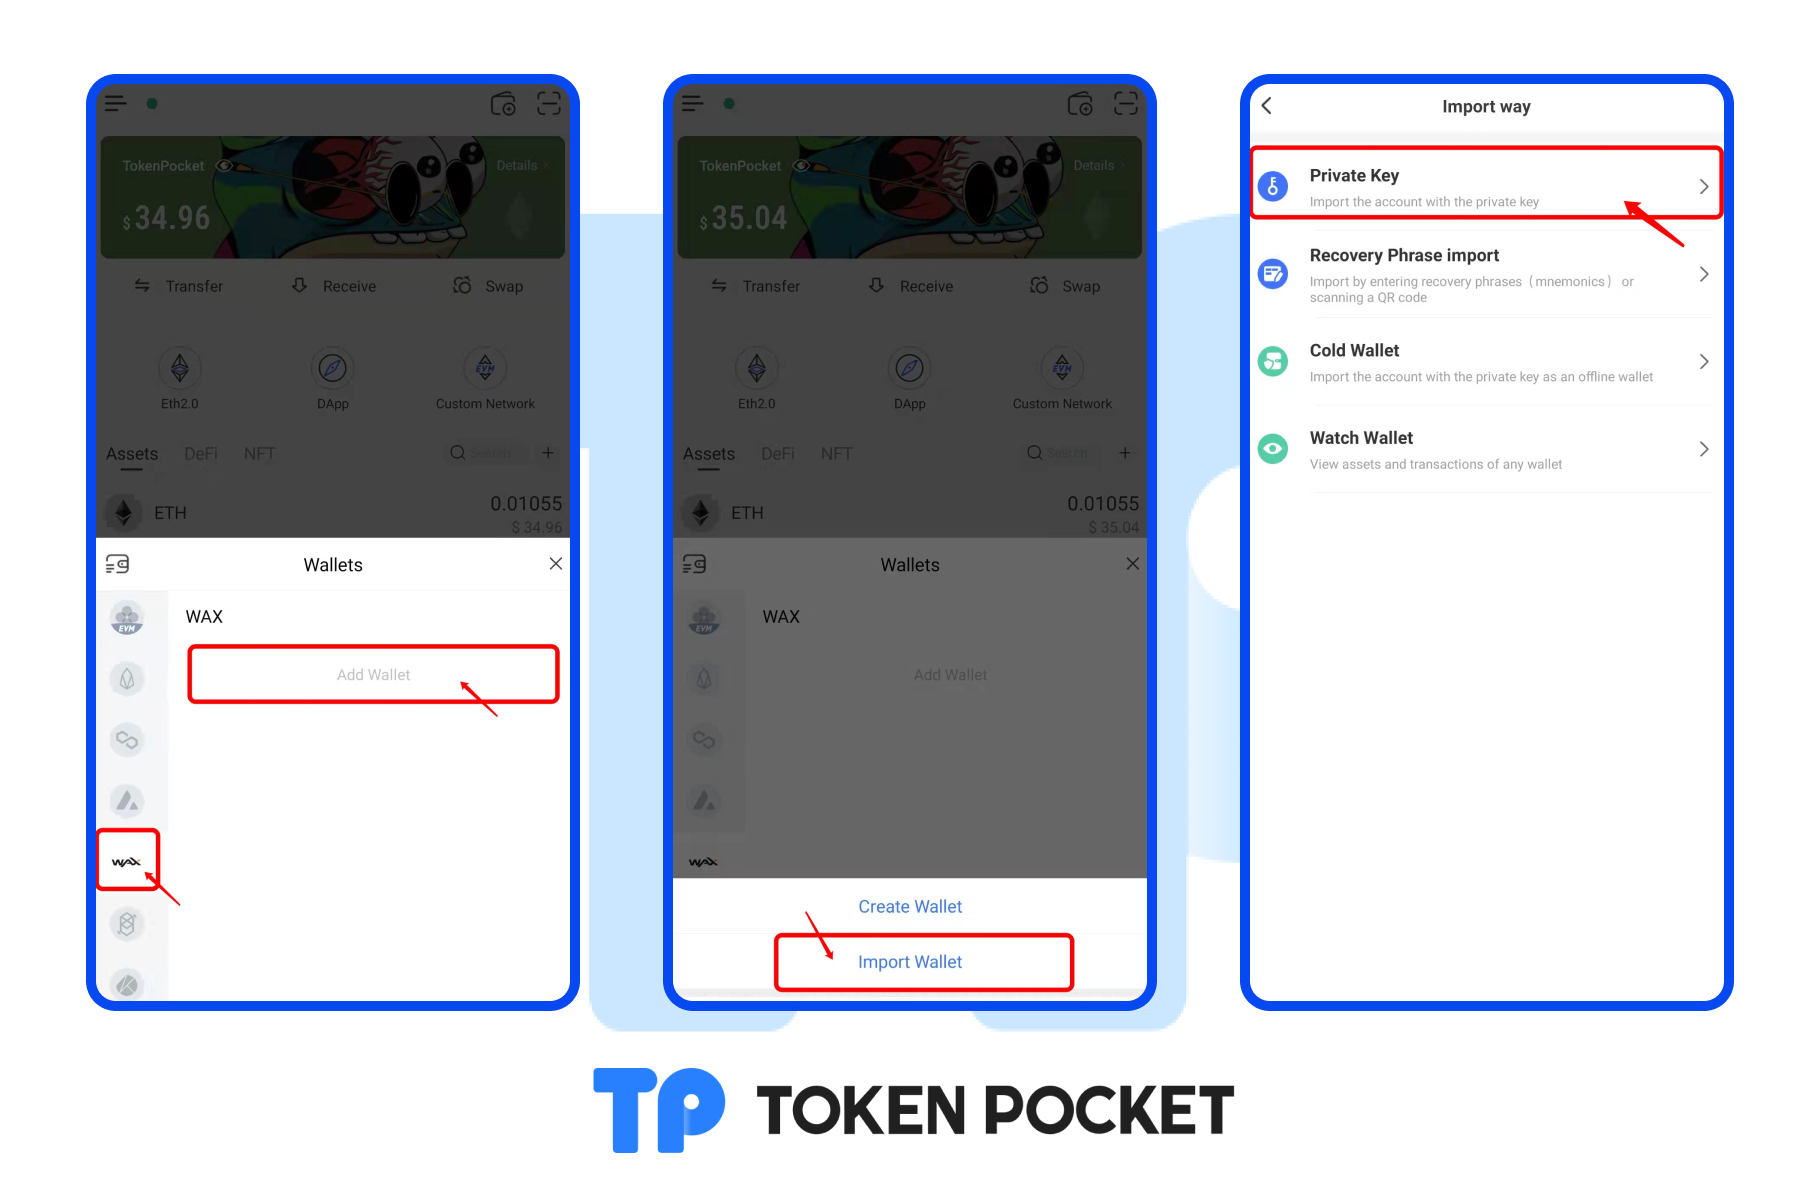 TokenPocket
Details >
$ 34.96
Transfer
Receive
Swap
Eth2.0
DApp
EVM
Custom Network
Assets
DeFi
NFT
Search
ETH
0.01055
$ 34.96
Wallets
EVM
WAX
Add Wallet
WAX
TokenPocket
Details >
$ 35.04
Transfer
Receive
Swap
Eth2.0
DApp
EVM
Custom Network
Assets
DeFi
NFT
Search
ETH
0.01055
$ 35.04
Wallets
EVM
WAX
Add Wallet
WAX
Create Wallet
Import Wallet
Import way
Private Key
Import the account with the private key
Recovery Phrase import
Import by entering recovery phrases（mnemonics） or
scanning a QR code
Cold Wallet
Import the account with the private key as an offline wallet
Watch Wallet
View assets and transactions of any wallet
TP TOKEN POCKET